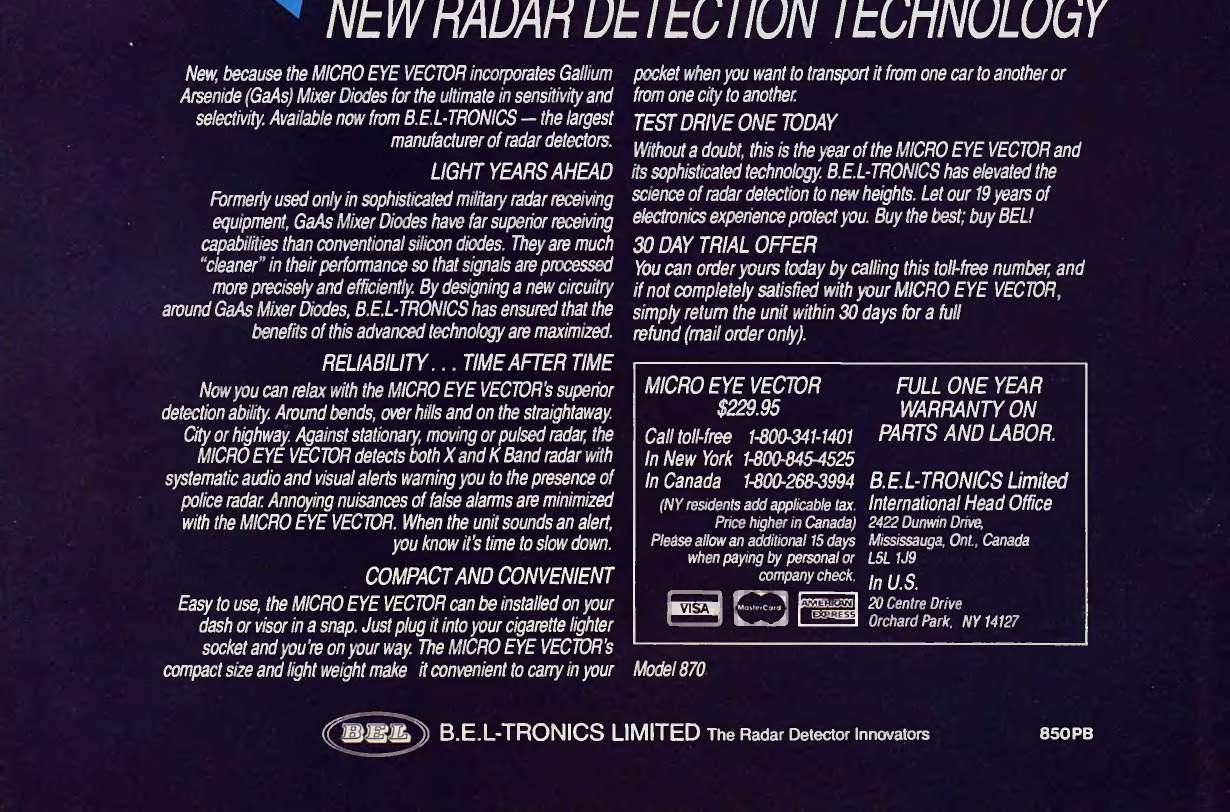 NEW RADAR DETECTION TECHNOLOGY
New, because the MICRO EYE VECTOR incorporates Gallium
Arsenide (GaAs) Mixer Diodes for the ultimate in sensitivity and
selectivity. Available now from B.E.L-TRONICS — the largest
manufacturer of radar detectors.
LIGHT YEARS AHEAD
Formerly used only in sophisticated military radar receiving
equipment, GaAs Mixer Diodes have far superior receiving
capabilities than conventional silicon diodes. They are much
"cleaner" in their performance so that signals are processed
more precisely and efficiently. By designing a new circuitry
around GaAs Mixer Diodes, B.E.L-TRONICS has ensured that the
benefits of this advanced technology are maximized.
RELIABILITY . . . TIME AFTER TIME
Now you can relax with the MICRO EYE VECTOR's superior
detection ability. Around bends, over hills and on the straightaway.
City or highway. Against stationary, moving or pulsed radar, the
MICRO EYE VECTOR detects both X and K Band radar with
systematic audio and visual alerts warning you to the presence of
police radar. Annoying nuisances of false alarms are minimized
with the MICRO EYE VECTOR. When the unit sounds an alert,
you know it's time to slow down.
COMPACT AND CONVENIENT
Easy to use, the MICRO EYE VECTOR can be installed on your
dash or visor in a snap. Just plug it into your cigarette lighter
socket and you're on your way. The MICRO EYE VECTOR's
compact size and light weight make it convenient to carry in your
pocket when you want to transport it from one car to another or
from one city to another.
TEST DRIVE ONE TODAY
Without a doubt, this is the year of the MICRO EYE VECTOR and
its sophisticated technology. B.E.L-TRONICS has elevated the
science of radar detection to new heights. Let our 19 years of
electronics experience protect you. Buy the best; buy BEL!
30 DAY TRIAL OFFER
You can order yours today by calling this toll-free number, and
if not completely satisfied with your MICRO EYE VECTOR,
simply return the unit within 30 days for a full
refund (mail order only).
MICRO EYE VECTOR
$229.95
Call toll-free 1-800-341-1401
In New York 1-800-845-4525
In Canada 1-800-268-3994
(NY residents add applicable tax.
Price higher in Canada)
Please allow an additional 15 days
when paying by personal or
company check.
VISA
MasterCard
AMERICAN
EXPRESS
FULL ONE YEAR
WARRANTY ON
PARTS AND LABOR.
B.E.L-TRONICS Limited
International Head Office
2422 Dunwin Drive,
Mississauga, Ont., Canada
L5L 1J9
In U.S.
20 Centre Drive
Orchard Park, NY 14127
Model 870
BEL
B.E.L-TRONICS LIMITED The Radar Detector Innovators
850PB